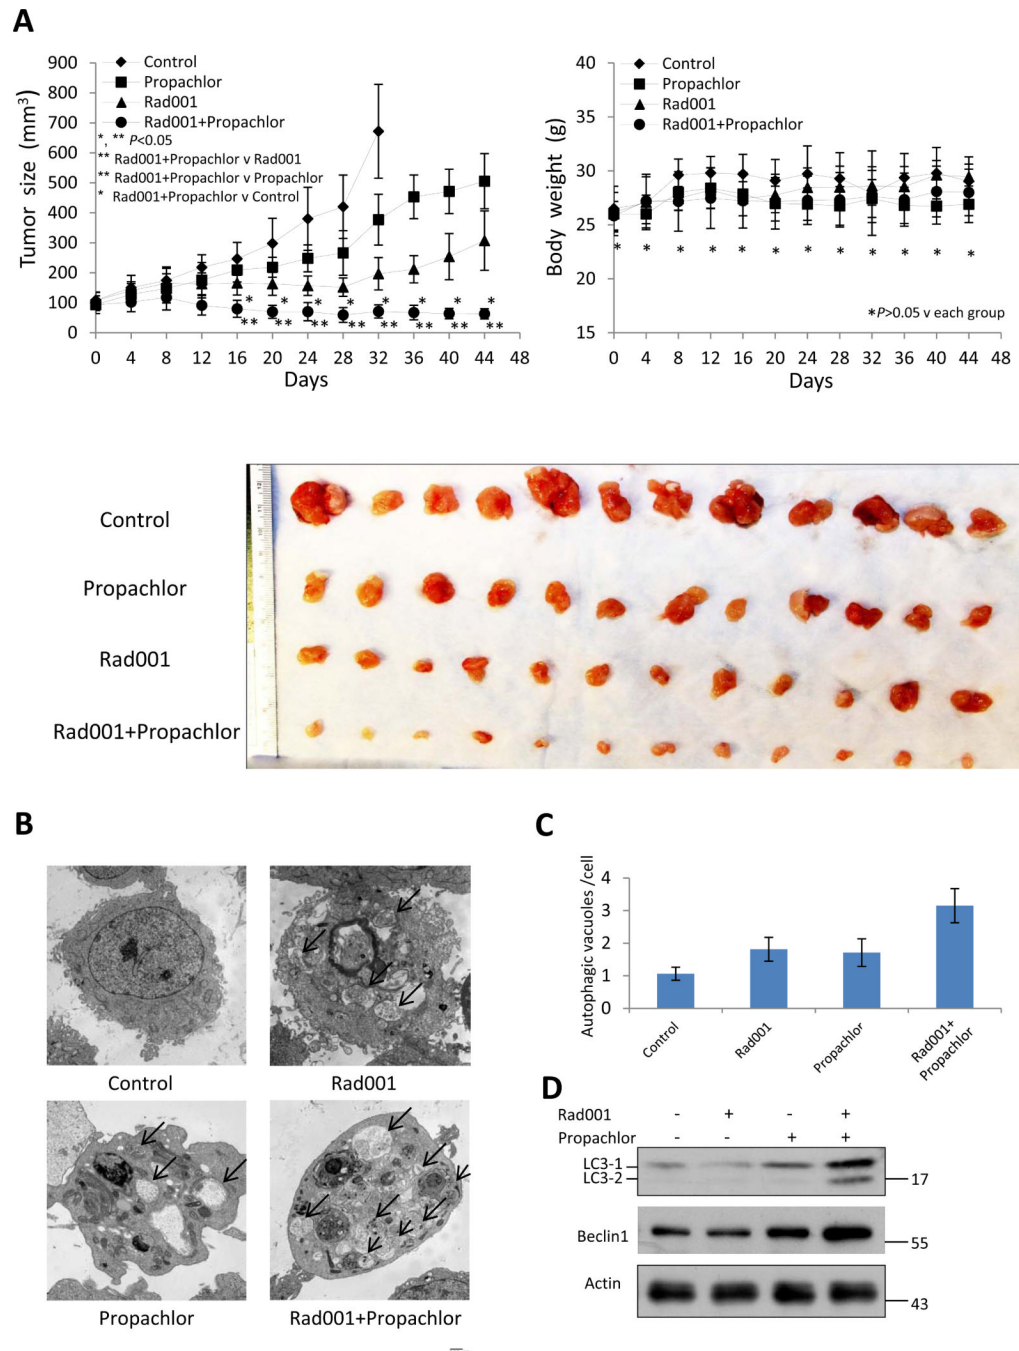 A
900
800
700
600
500
400
300
200
100
0
Tumor size (mm³)
Control
Propachlor
Rad001
Rad001+Propachlor
*, ** P<0.05
** Rad001+Propachlor v Rad001
** Rad001+Propachlor v Propachlor
* Rad001+Propachlor v Control
* * * * * * * *
** ** ** ** ** ** ** **
0 4 8 12 16 20 24 28 32 36 40 44 48
Days
40
35
30
25
20
15
Body weight (g)
Control
Propachlor
Rad001
Rad001+Propachlor
* * * * * * * * * * * *
*P>0.05 v each group
0 4 8 12 16 20 24 28 32 36 40 44 48
Days
Control
Propachlor
Rad001
Rad001+Propachlor
B
Control
Rad001
Propachlor
Rad001+Propachlor
C
Autophagic vacuoles /cell
4
3
2
1
0
Control
Rad001
Propachlor
Rad001+
Propachlor
D
Rad001 - + - +
Propachlor - - + +
LC3-1
LC3-2
17
Beclin1
55
Actin
43